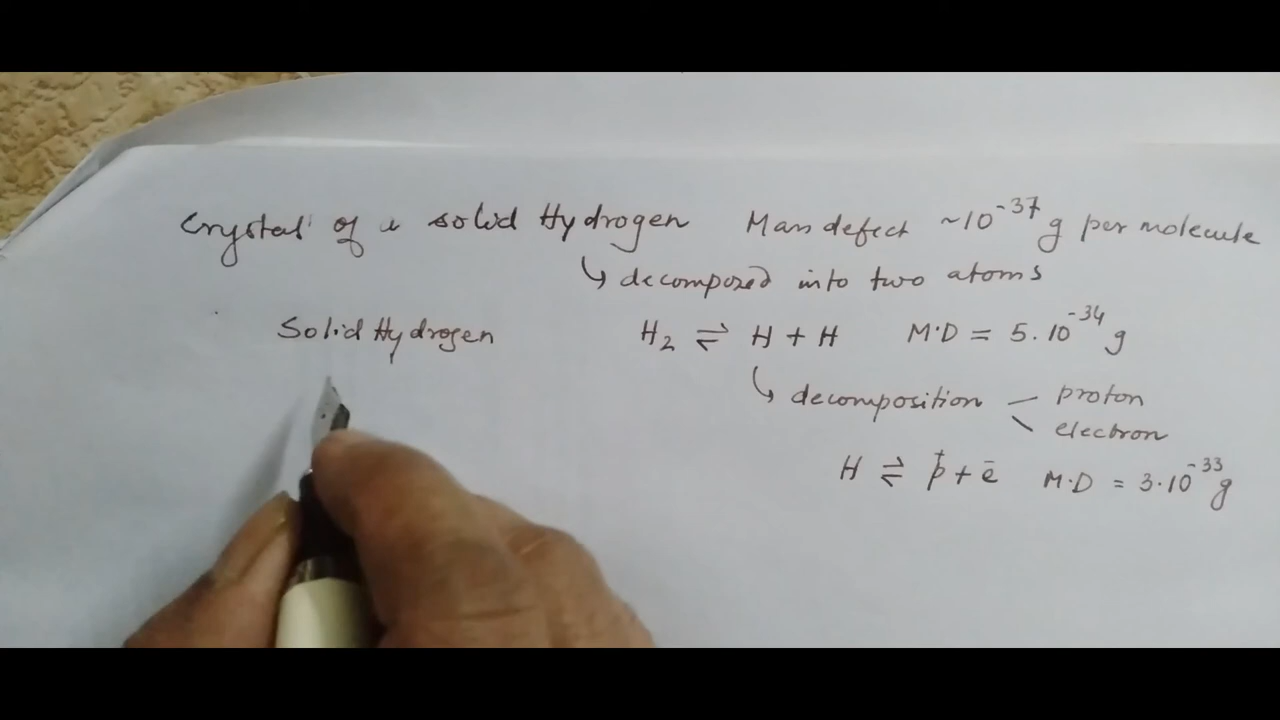 Crystal of a solid Hydrogen Mass defect ~10⁻³⁷ g per molecule
↳ decomposed into two atoms
Solid Hydrogen H₂ ⇌ H + H M·D = 5.10⁻³⁴ g
↳ decomposition — proton
electron
H ⇌ p⁺ + e⁻ M·D = 3·10⁻³³ g